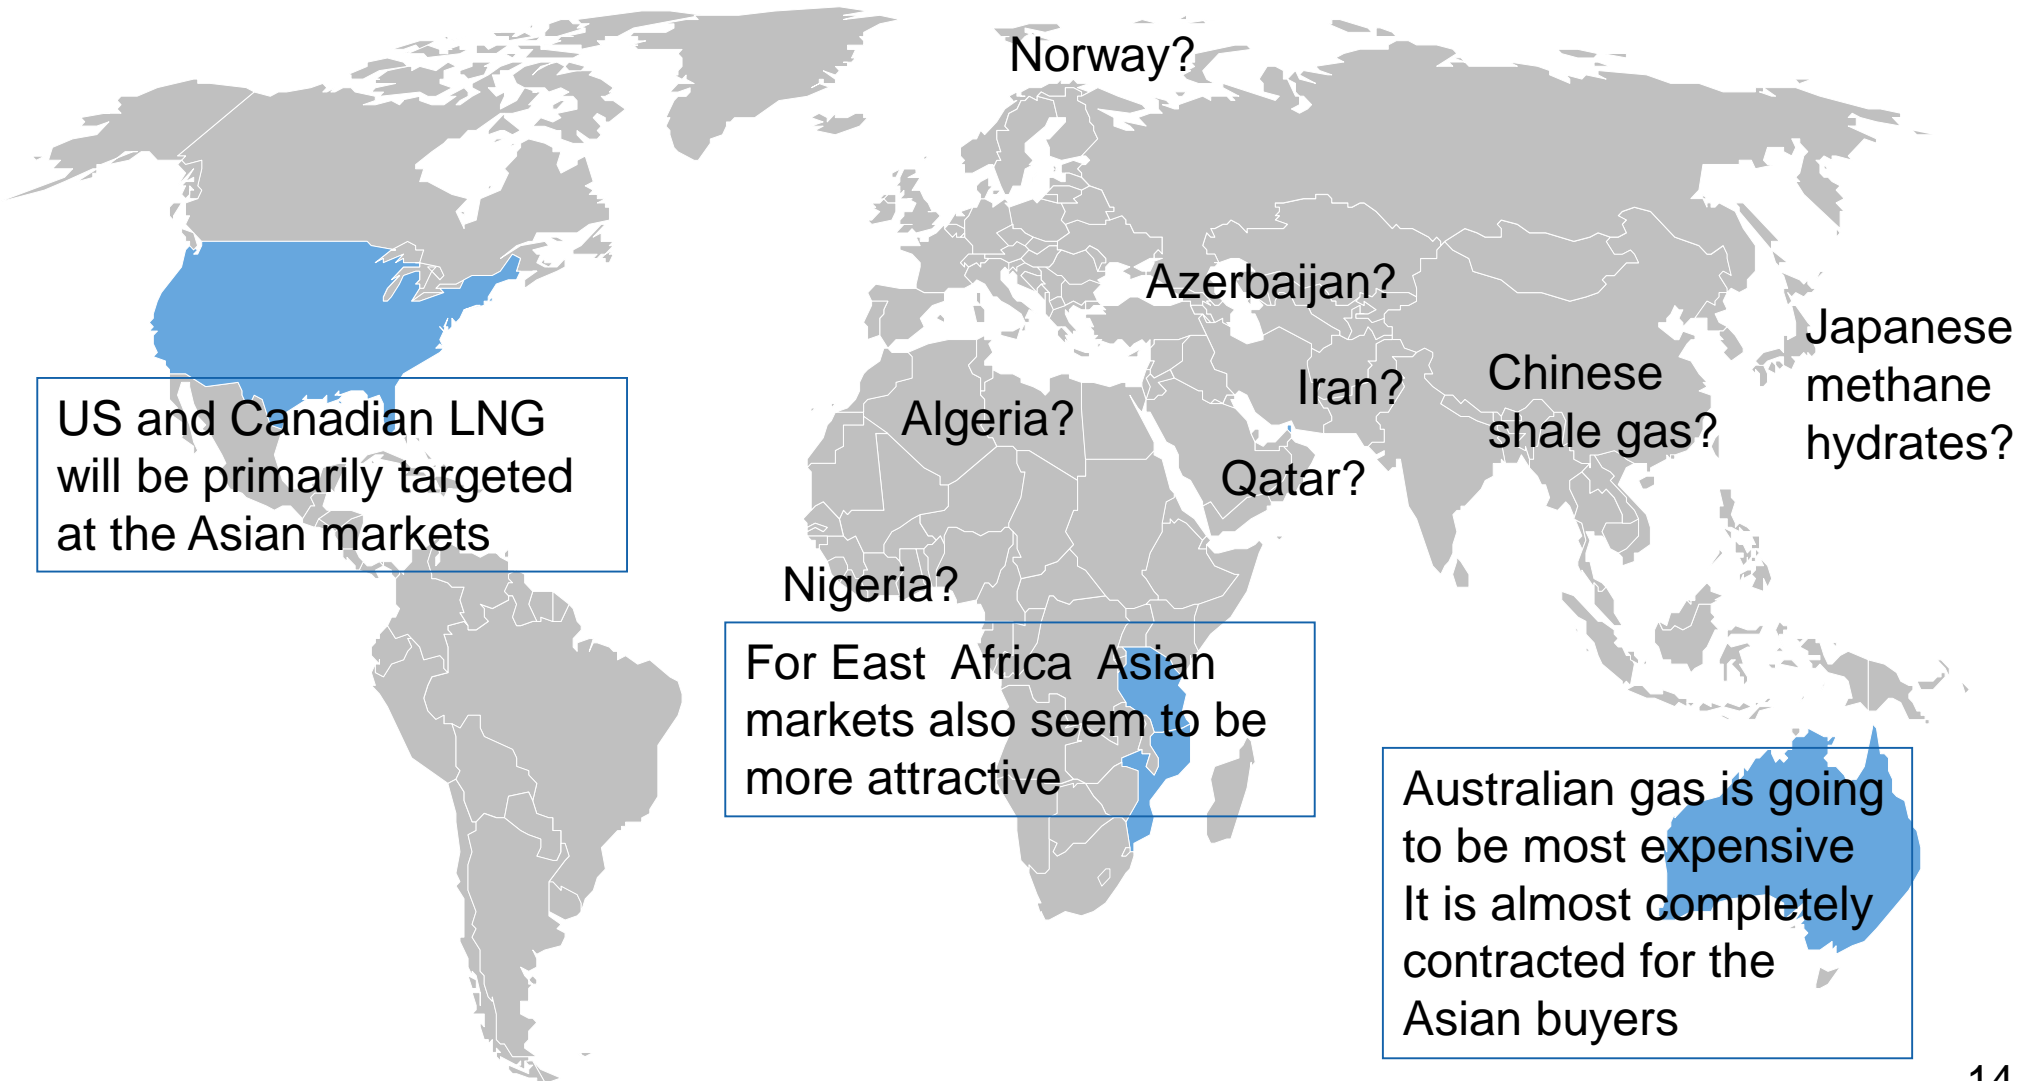 Norway?
Azerbaijan?
Japanese
methane
hydrates?
Chinese
shale gas?
Iran?
Algeria?
Qatar?
US and Canadian LNG
will be primarily targeted
at the Asian markets
Nigeria?
For East  Africa  Asian
markets also seem to be
more attractive
Australian gas is going
to be most expensive
It is almost completely
contracted for the
Asian buyers
14